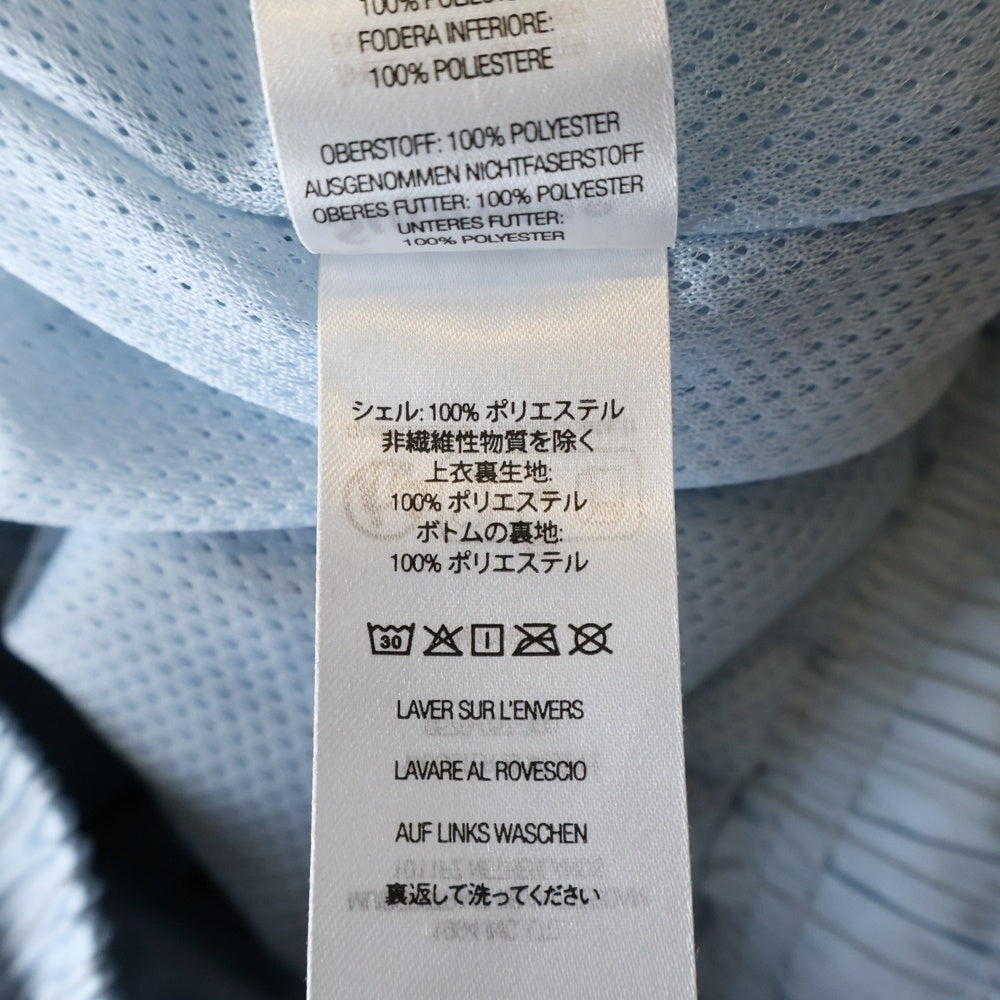 FODERA INFERIORE:
100% POLIESTERE
OBERSTOFF: 100% POLYESTER
AUSGENOMMEN NICHTFASERSTOFF
OBERES FUTTER: 100% POLYESTER
UNTERES FUTTER:
100% POLYESTER
シェル: 100% ポリエステル
非繊維性物質を除く
上衣裏生地:
100% ポリエステル
ボトムの裏地:
100% ポリエステル
30
LAVER SUR L'ENVERS
LAVARE AL ROVESCIO
AUF LINKS WASCHEN
裏返して洗ってください